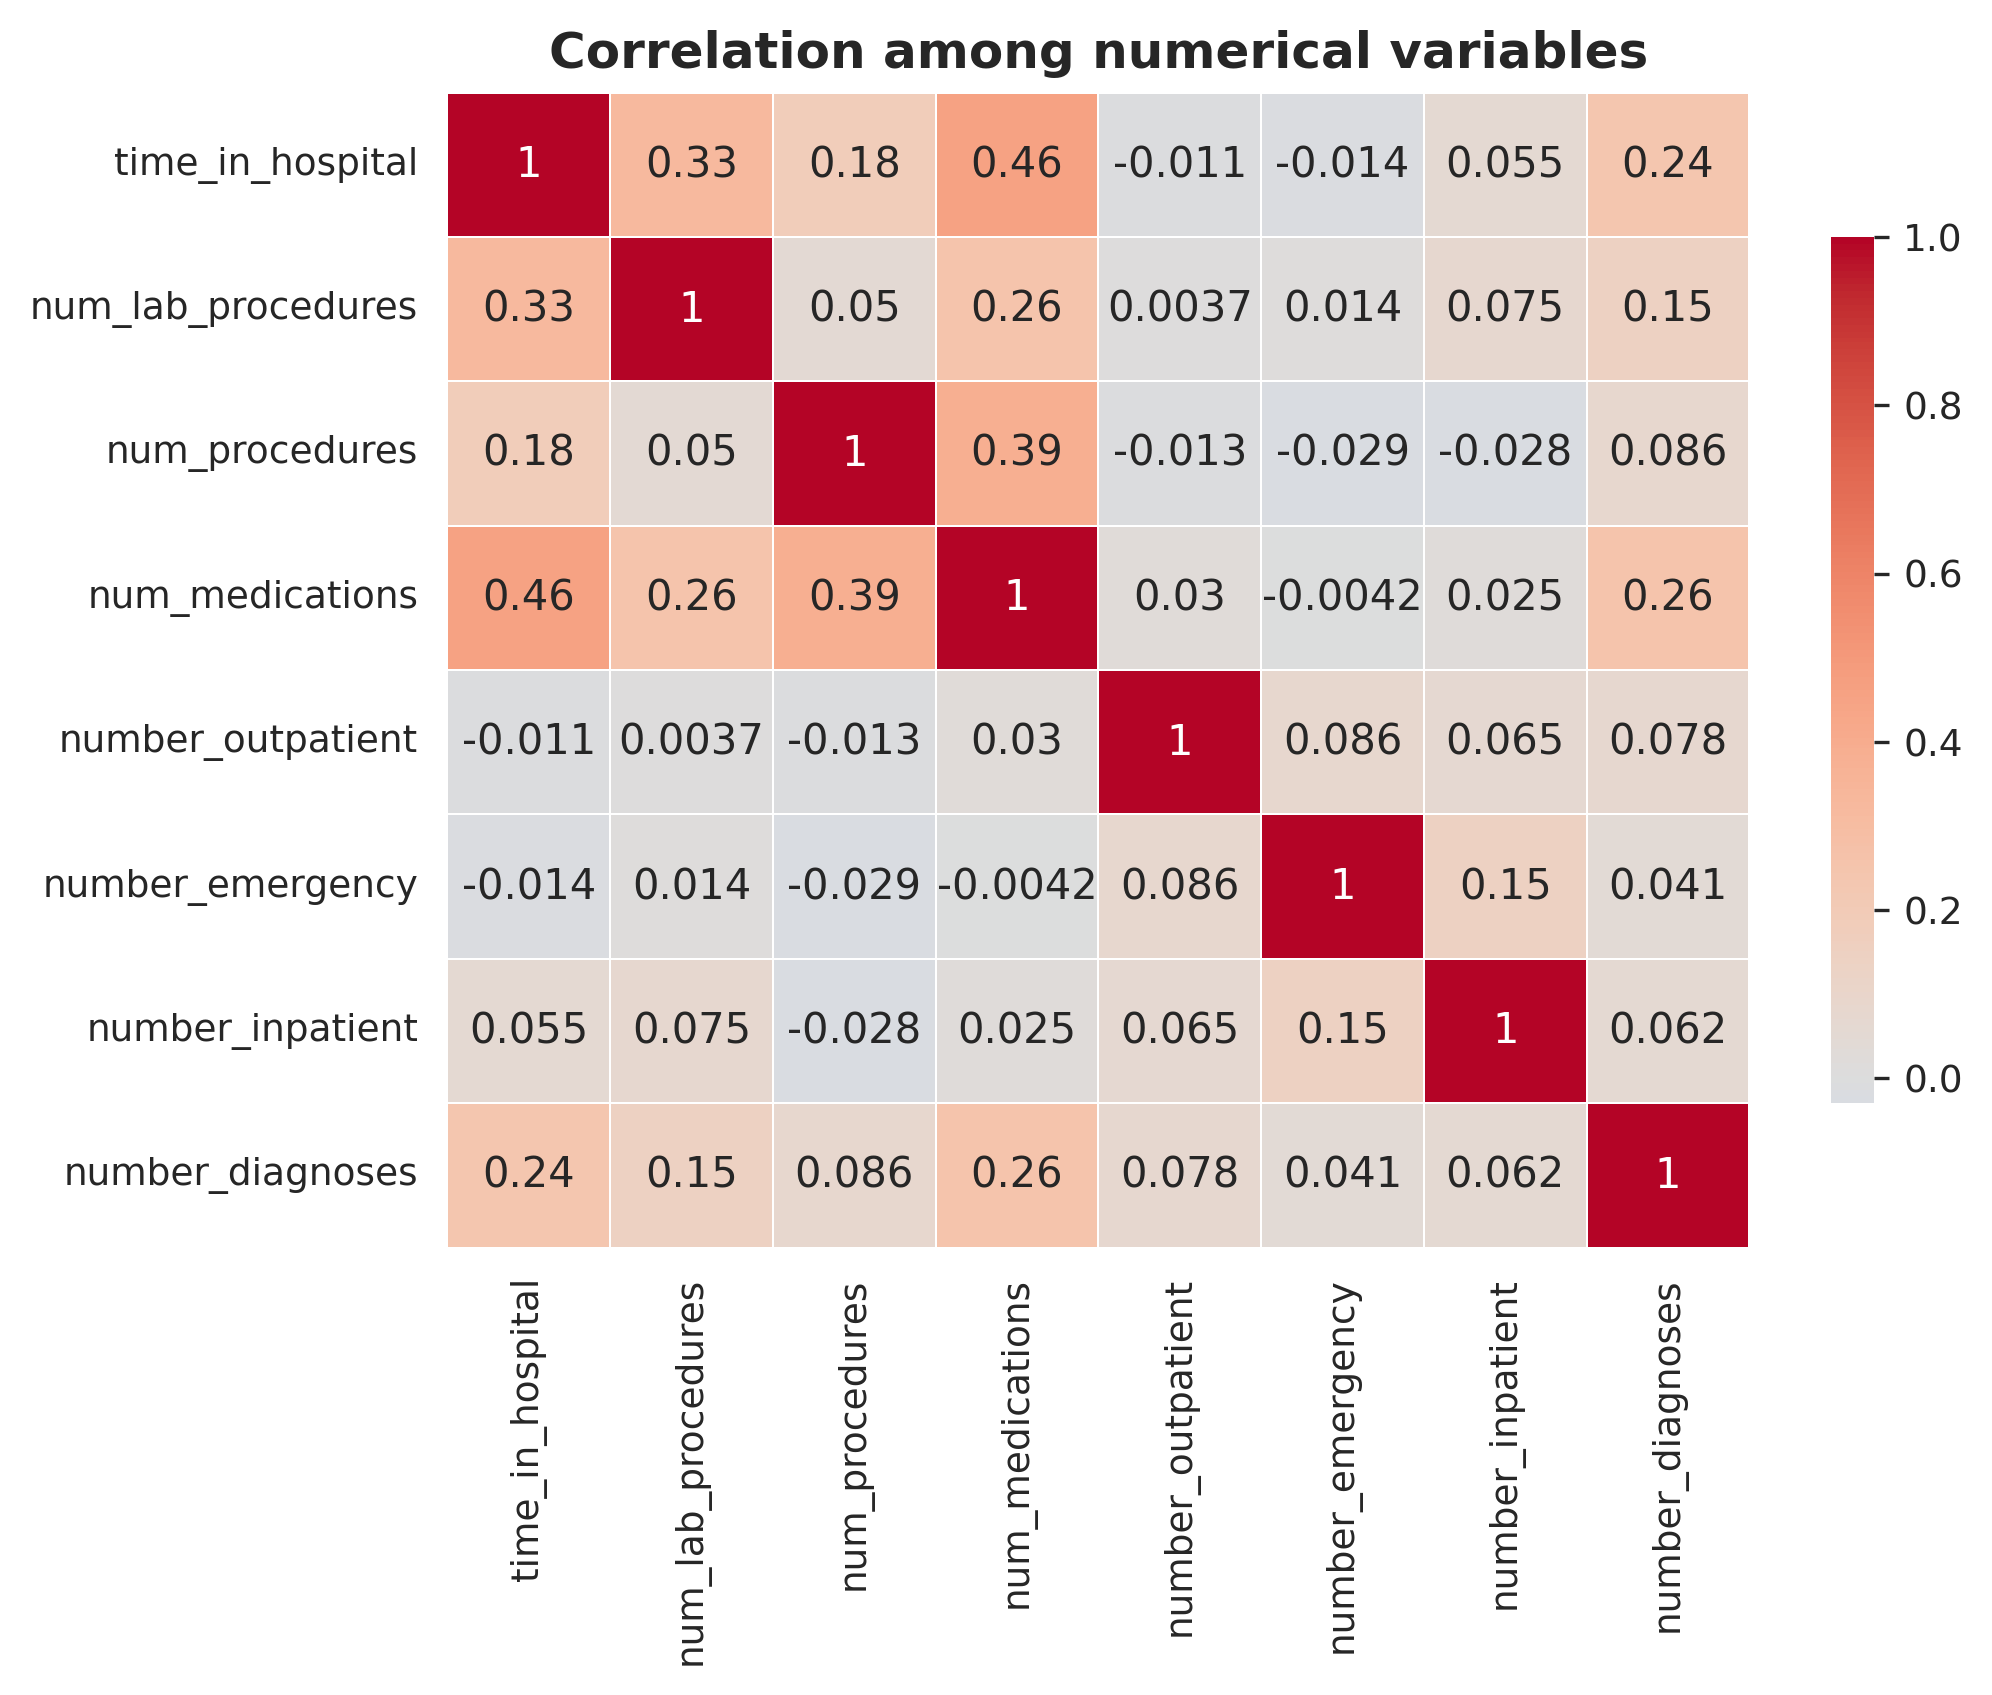 Correlation among numerical variables
time_in_hospital 1 0.33 0.18 0.46 -0.011 -0.014 0.055 0.24
num_lab_procedures 0.33 1 0.05 0.26 0.0037 0.014 0.075 0.15
num_procedures 0.18 0.05 1 0.39 -0.013 -0.029 -0.028 0.086
num_medications 0.46 0.26 0.39 1 0.03 -0.0042 0.025 0.26
number_outpatient -0.011 0.0037 -0.013 0.03 1 0.086 0.065 0.078
number_emergency -0.014 0.014 -0.029 -0.0042 0.086 1 0.15 0.041
number_inpatient 0.055 0.075 -0.028 0.025 0.065 0.15 1 0.062
number_diagnoses 0.24 0.15 0.086 0.26 0.078 0.041 0.062 1
time_in_hospital
num_lab_procedures
num_procedures
num_medications
number_outpatient
number_emergency
number_inpatient
number_diagnoses
1.0
0.8
0.6
0.4
0.2
0.0